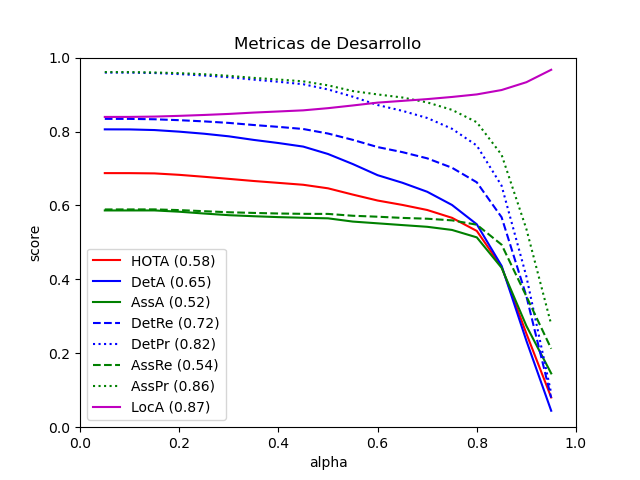 Metricas de Desarrollo
1.0
0.8
0.6
0.4
0.2
0.0
score
HOTA (0.58)
DetA (0.65)
AssA (0.52)
DetRe (0.72)
DetPr (0.82)
AssRe (0.54)
AssPr (0.86)
LocA (0.87)
0.0 0.2 0.4 0.6 0.8 1.0
alpha